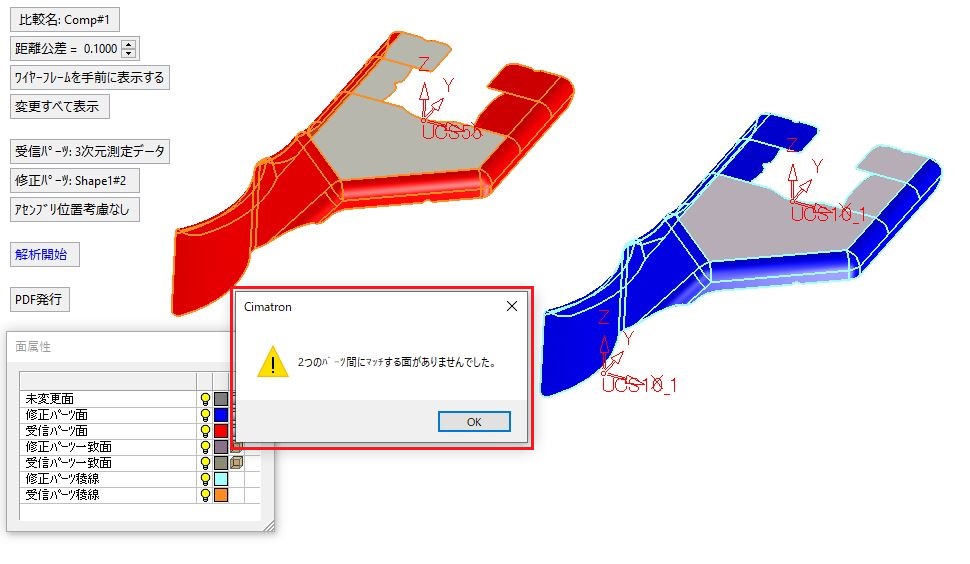 比較名: Comp#1
距離公差 = 0.1000
ﾜｲﾔｰﾌﾚｰﾑを手前に表示する
変更すべて表示
受信ﾊﾟｰﾂ: 3次元測定データ
修正ﾊﾟｰﾂ: Shape1#2
ｱｾﾝﾌﾞﾘ位置考慮なし
解析開始
PDF発行
Z
Y
X
UCS55
Z
Y
X
UCS10_1
Z
Y
X
UCS10_1
Cimatron
2つのﾊﾟｰﾂ間にﾏｯﾁする面がありませんでした。
OK
面属性
未変更面
修正パーツ面
受信パーツ面
修正パーツ一致面
受信パーツ一致面
修正パーツ稜線
受信パーツ稜線